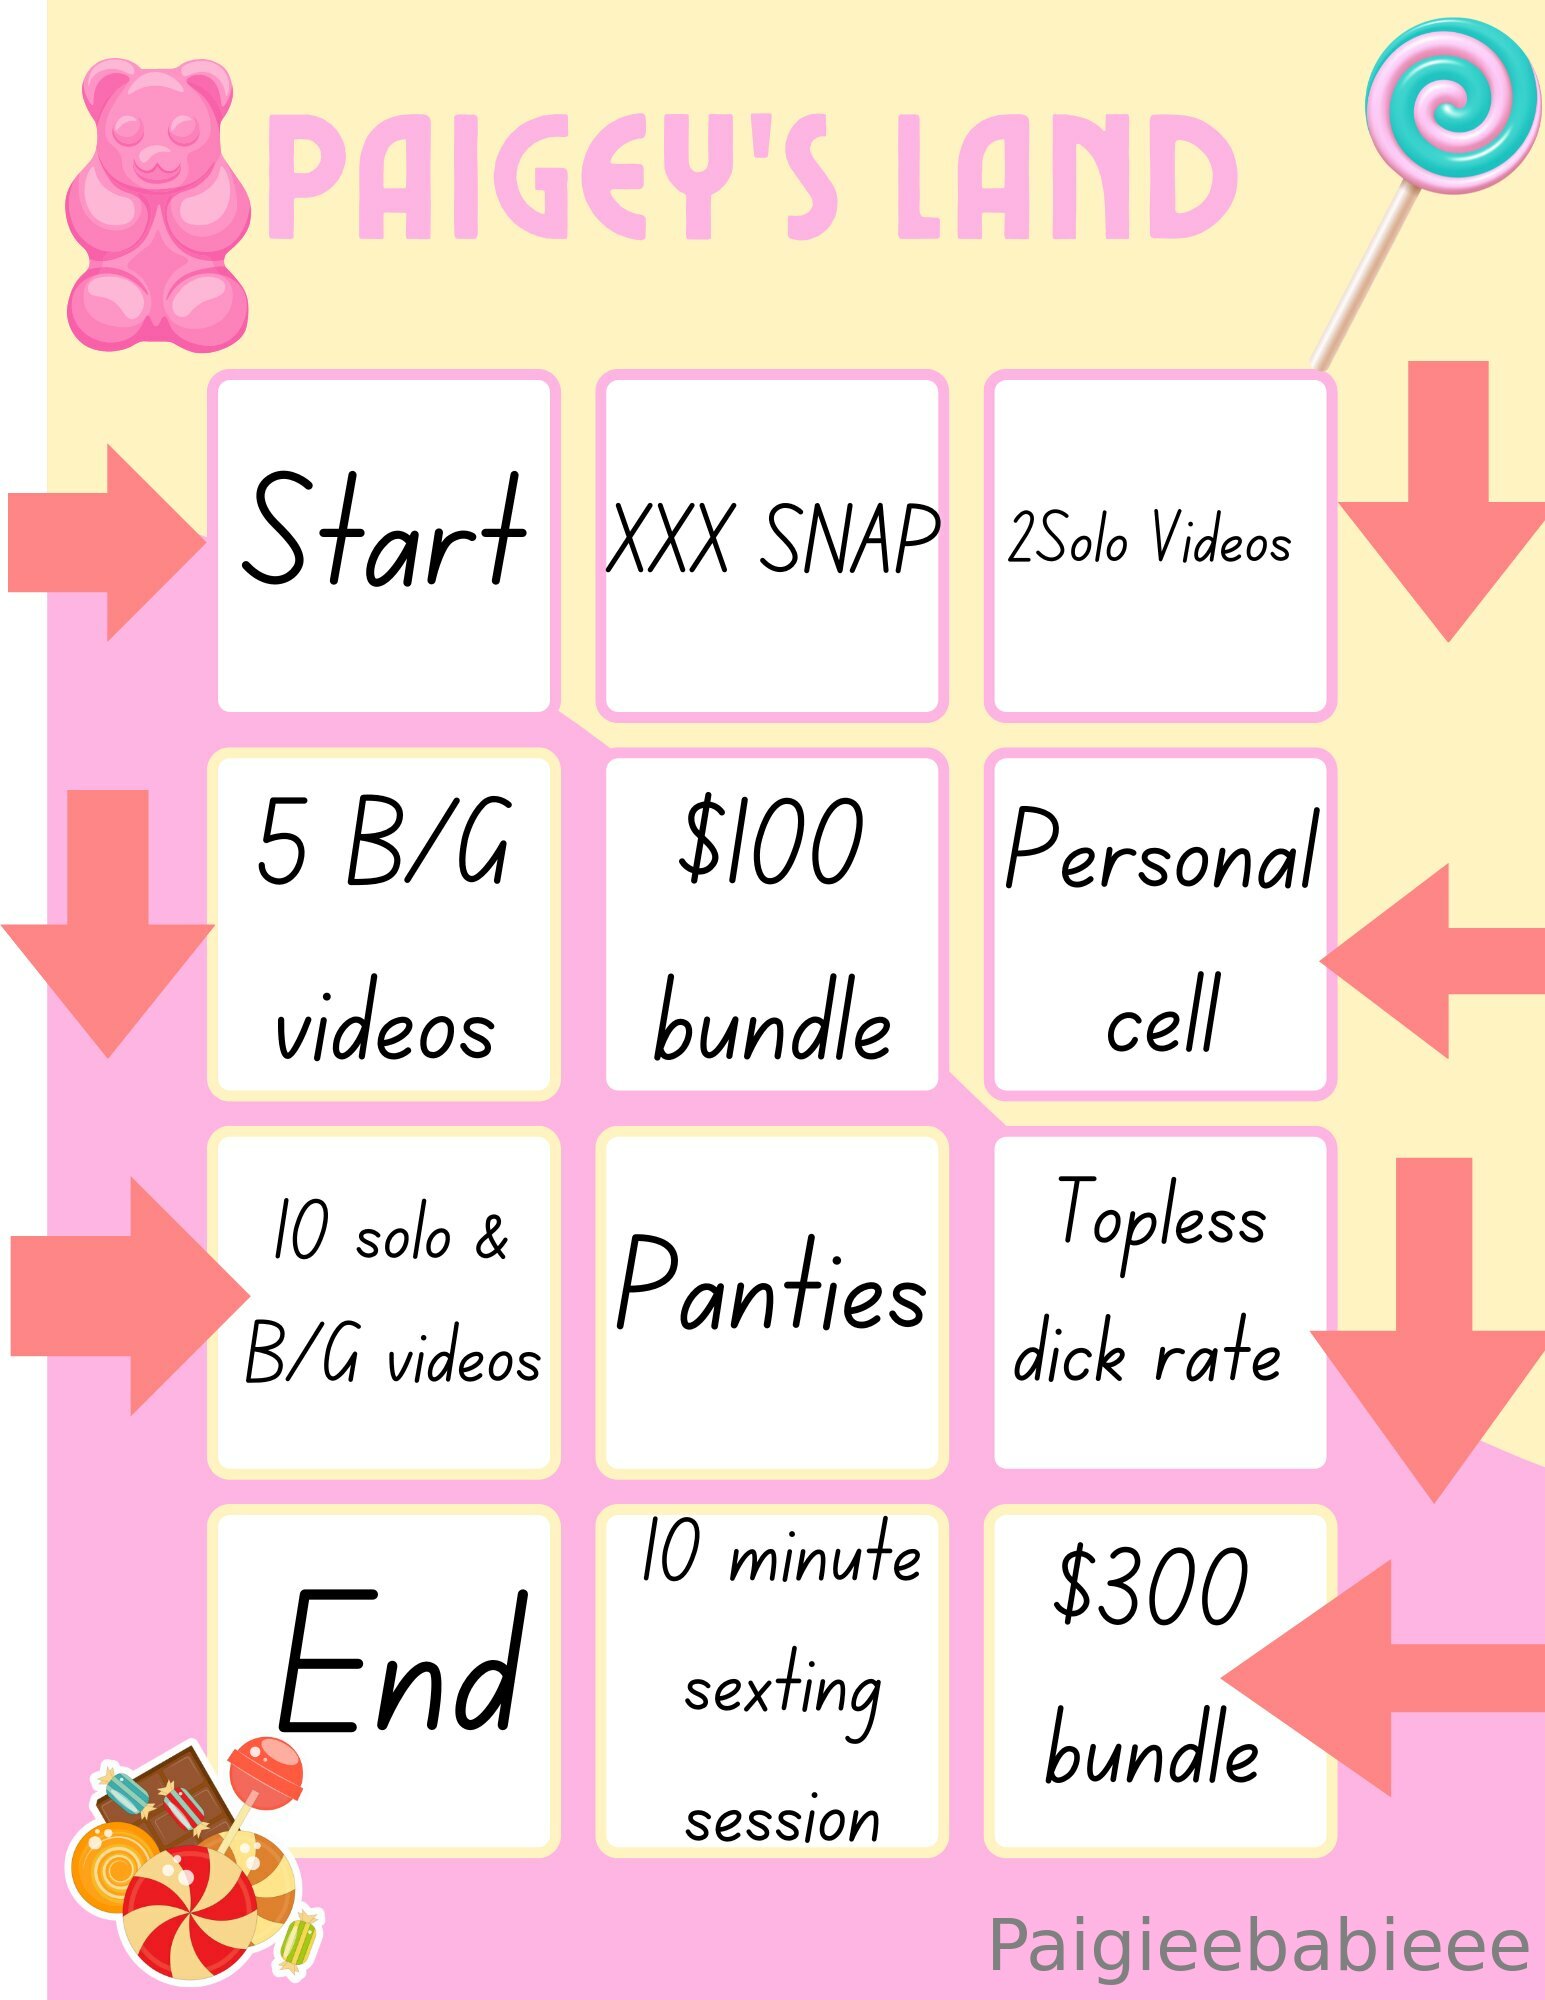 PAIGEY'S LAND
Start
XXX SNAP
2Solo Videos
5 B/G
videos
$100
bundle
Personal
cell
10 solo &
B/G videos
Panties
Topless
dick rate
End
10 minute
sexting
session
$300
bundle
Paigieebabieee